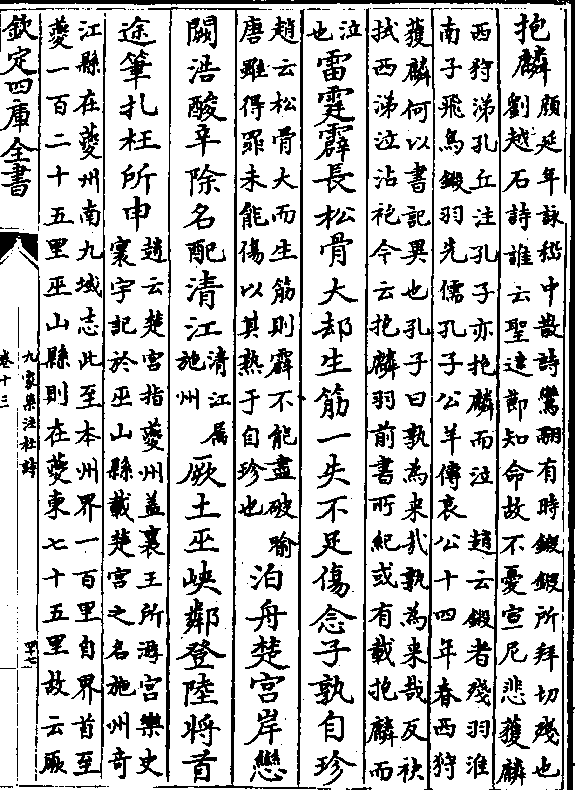 抱麟顔延年詠嵇中散詩鸞翮有時鎩鎩所拜切殘也
劉越石詩誰云聖達節知命故不憂宣尼悲獲麟
西狩涕孔丘注孔子亦抱麟而泣　趙云鎩者殘羽淮
南子飛鳥鎩羽先儒孔子公羊傳哀公十四年春西狩
獲麟何以書記異也孔子曰孰為来哉孰為来哉反袂
拭西涕泣沾袍今云抱麟羽前書所紀或有載抱麟而
泣也雷霆霹長松骨大却生筋一失不足傷念子孰自珍
趙云松骨大而生筋則霹不能盡破喻
唐雖得罪未能傷以其熟于自珍也泊舟楚宮岸戀
闕浩酸辛除名配清江清江属施州厥土巫峽鄰登陸將首
途筆札枉所申趙云楚宮指夔州蓋襄王所游宮樂史
寰宇記於巫山縣載楚宮之名施州竒
江縣在夔州南九域志此至本州界一百里自界首至
夔一百二十五里巫山縣則在夔東七十五里故云厥
欽定四庫全書
九家集注杜詩
卷十三